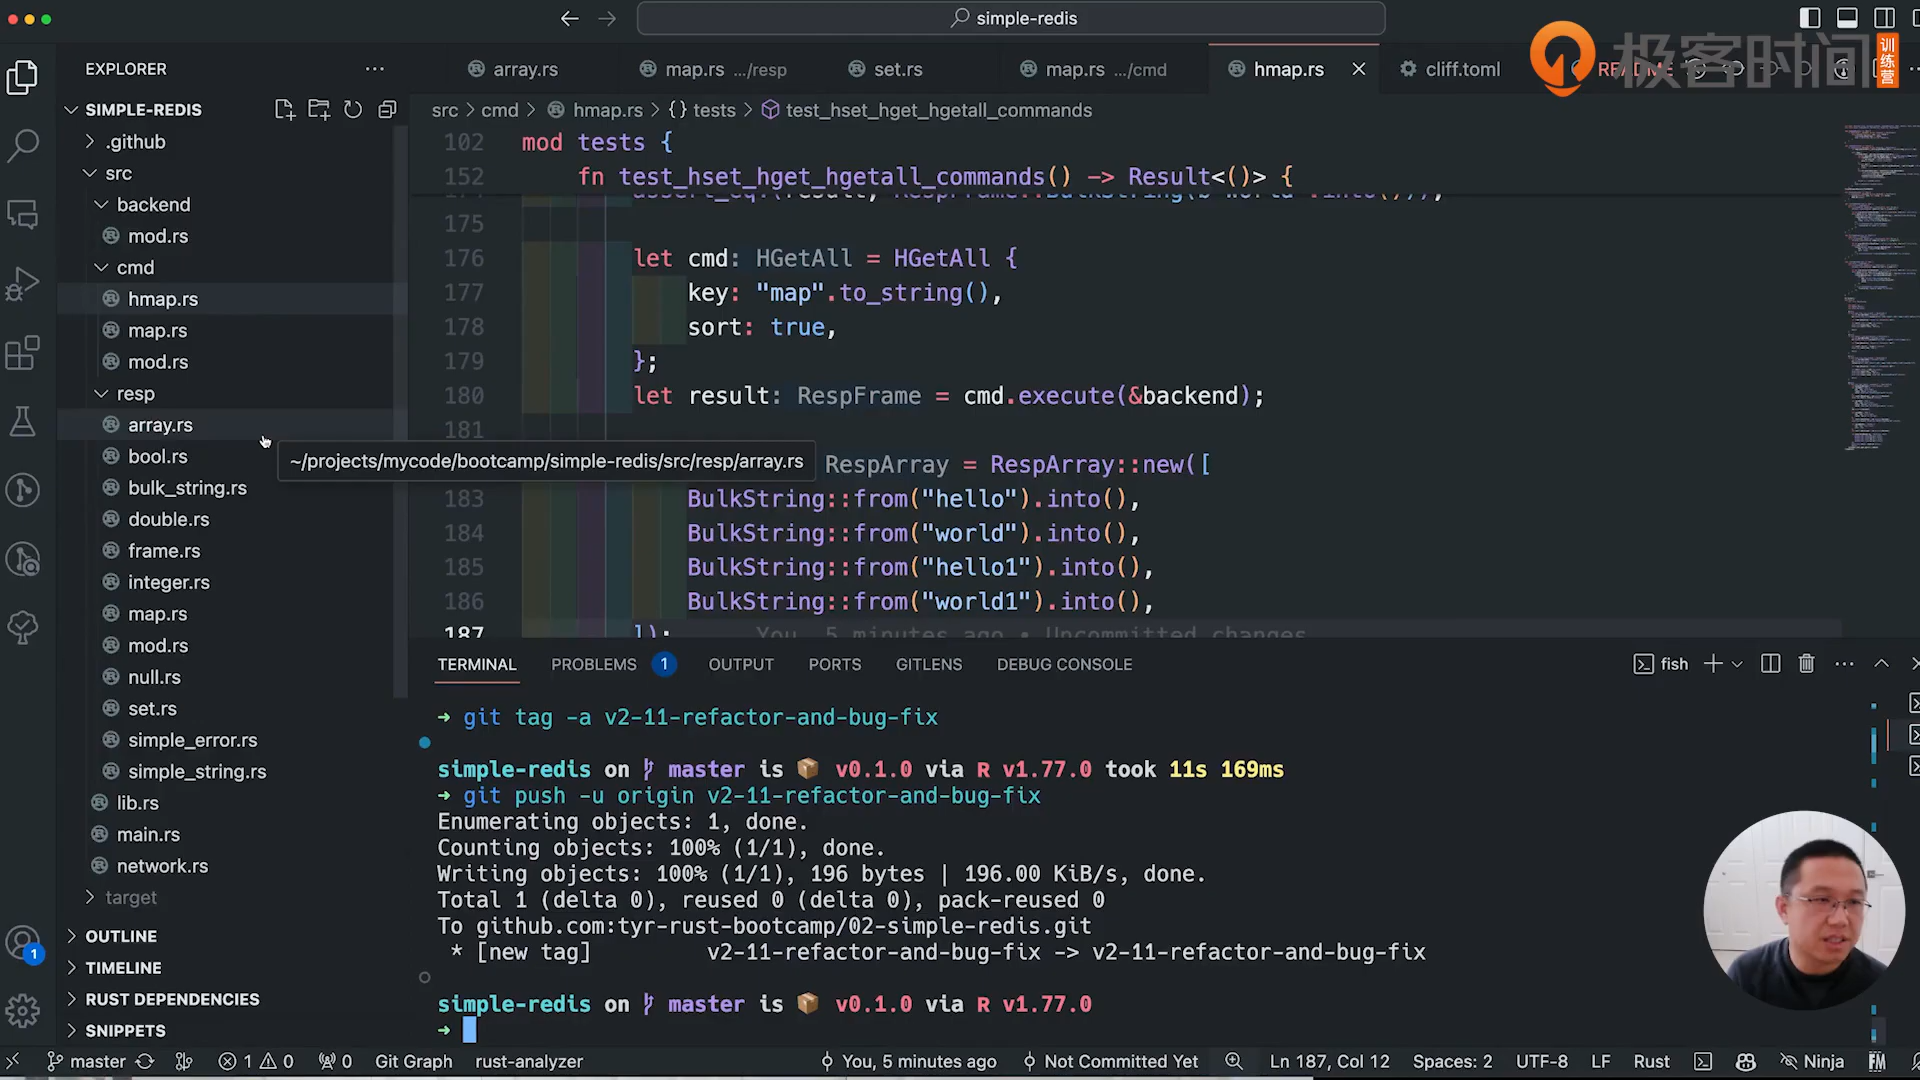 simple-redis
极客时间 训练营
EXPLORER
array.rs
map.rs .../resp
set.rs
map.rs .../cmd
hmap.rs
cliff.toml
SIMPLE-REDIS
src > cmd > hmap.rs > {} tests > test_hset_hget_hgetall_commands
.github
src
backend
mod.rs
cmd
hmap.rs
map.rs
mod.rs
resp
array.rs
bool.rs
bulk_string.rs
double.rs
frame.rs
integer.rs
map.rs
mod.rs
null.rs
set.rs
simple_error.rs
simple_string.rs
lib.rs
main.rs
network.rs
target
OUTLINE
TIMELINE
RUST DEPENDENCIES
SNIPPETS
102 mod tests {
152 fn test_hset_hget_hgetall_commands() -> Result<()> {
175
176 let cmd: HGetAll = HGetAll {
177 key: "map".to_string(),
178 sort: true,
179 };
180 let result: RespFrame = cmd.execute(&backend);
181
~/projects/mycode/bootcamp/simple-redis/src/resp/array.rs
RespArray = RespArray::new([
183 BulkString::from("hello").into(),
184 BulkString::from("world").into(),
185 BulkString::from("hello1").into(),
186 BulkString::from("world1").into(),
187 ]); You, 5 minutes ago • Uncommitted changes
TERMINAL PROBLEMS 1 OUTPUT PORTS GITLENS DEBUG CONSOLE
fish
➜ git tag -a v2-11-refactor-and-bug-fix
simple-redis on master is 📦 v0.1.0 via R v1.77.0 took 11s 169ms
➜ git push -u origin v2-11-refactor-and-bug-fix
Enumerating objects: 1, done.
Counting objects: 100% (1/1), done.
Writing objects: 100% (1/1), 196 bytes | 196.00 KiB/s, done.
Total 1 (delta 0), reused 0 (delta 0), pack-reused 0
To github.com:tyr-rust-bootcamp/02-simple-redis.git
* [new tag] v2-11-refactor-and-bug-fix -> v2-11-refactor-and-bug-fix
simple-redis on master is 📦 v0.1.0 via R v1.77.0
➜
1
master 1 0 0 Git Graph rust-analyzer You, 5 minutes ago Not Committed Yet Ln 187, Col 12 Spaces: 2 UTF-8 LF Rust Ninja